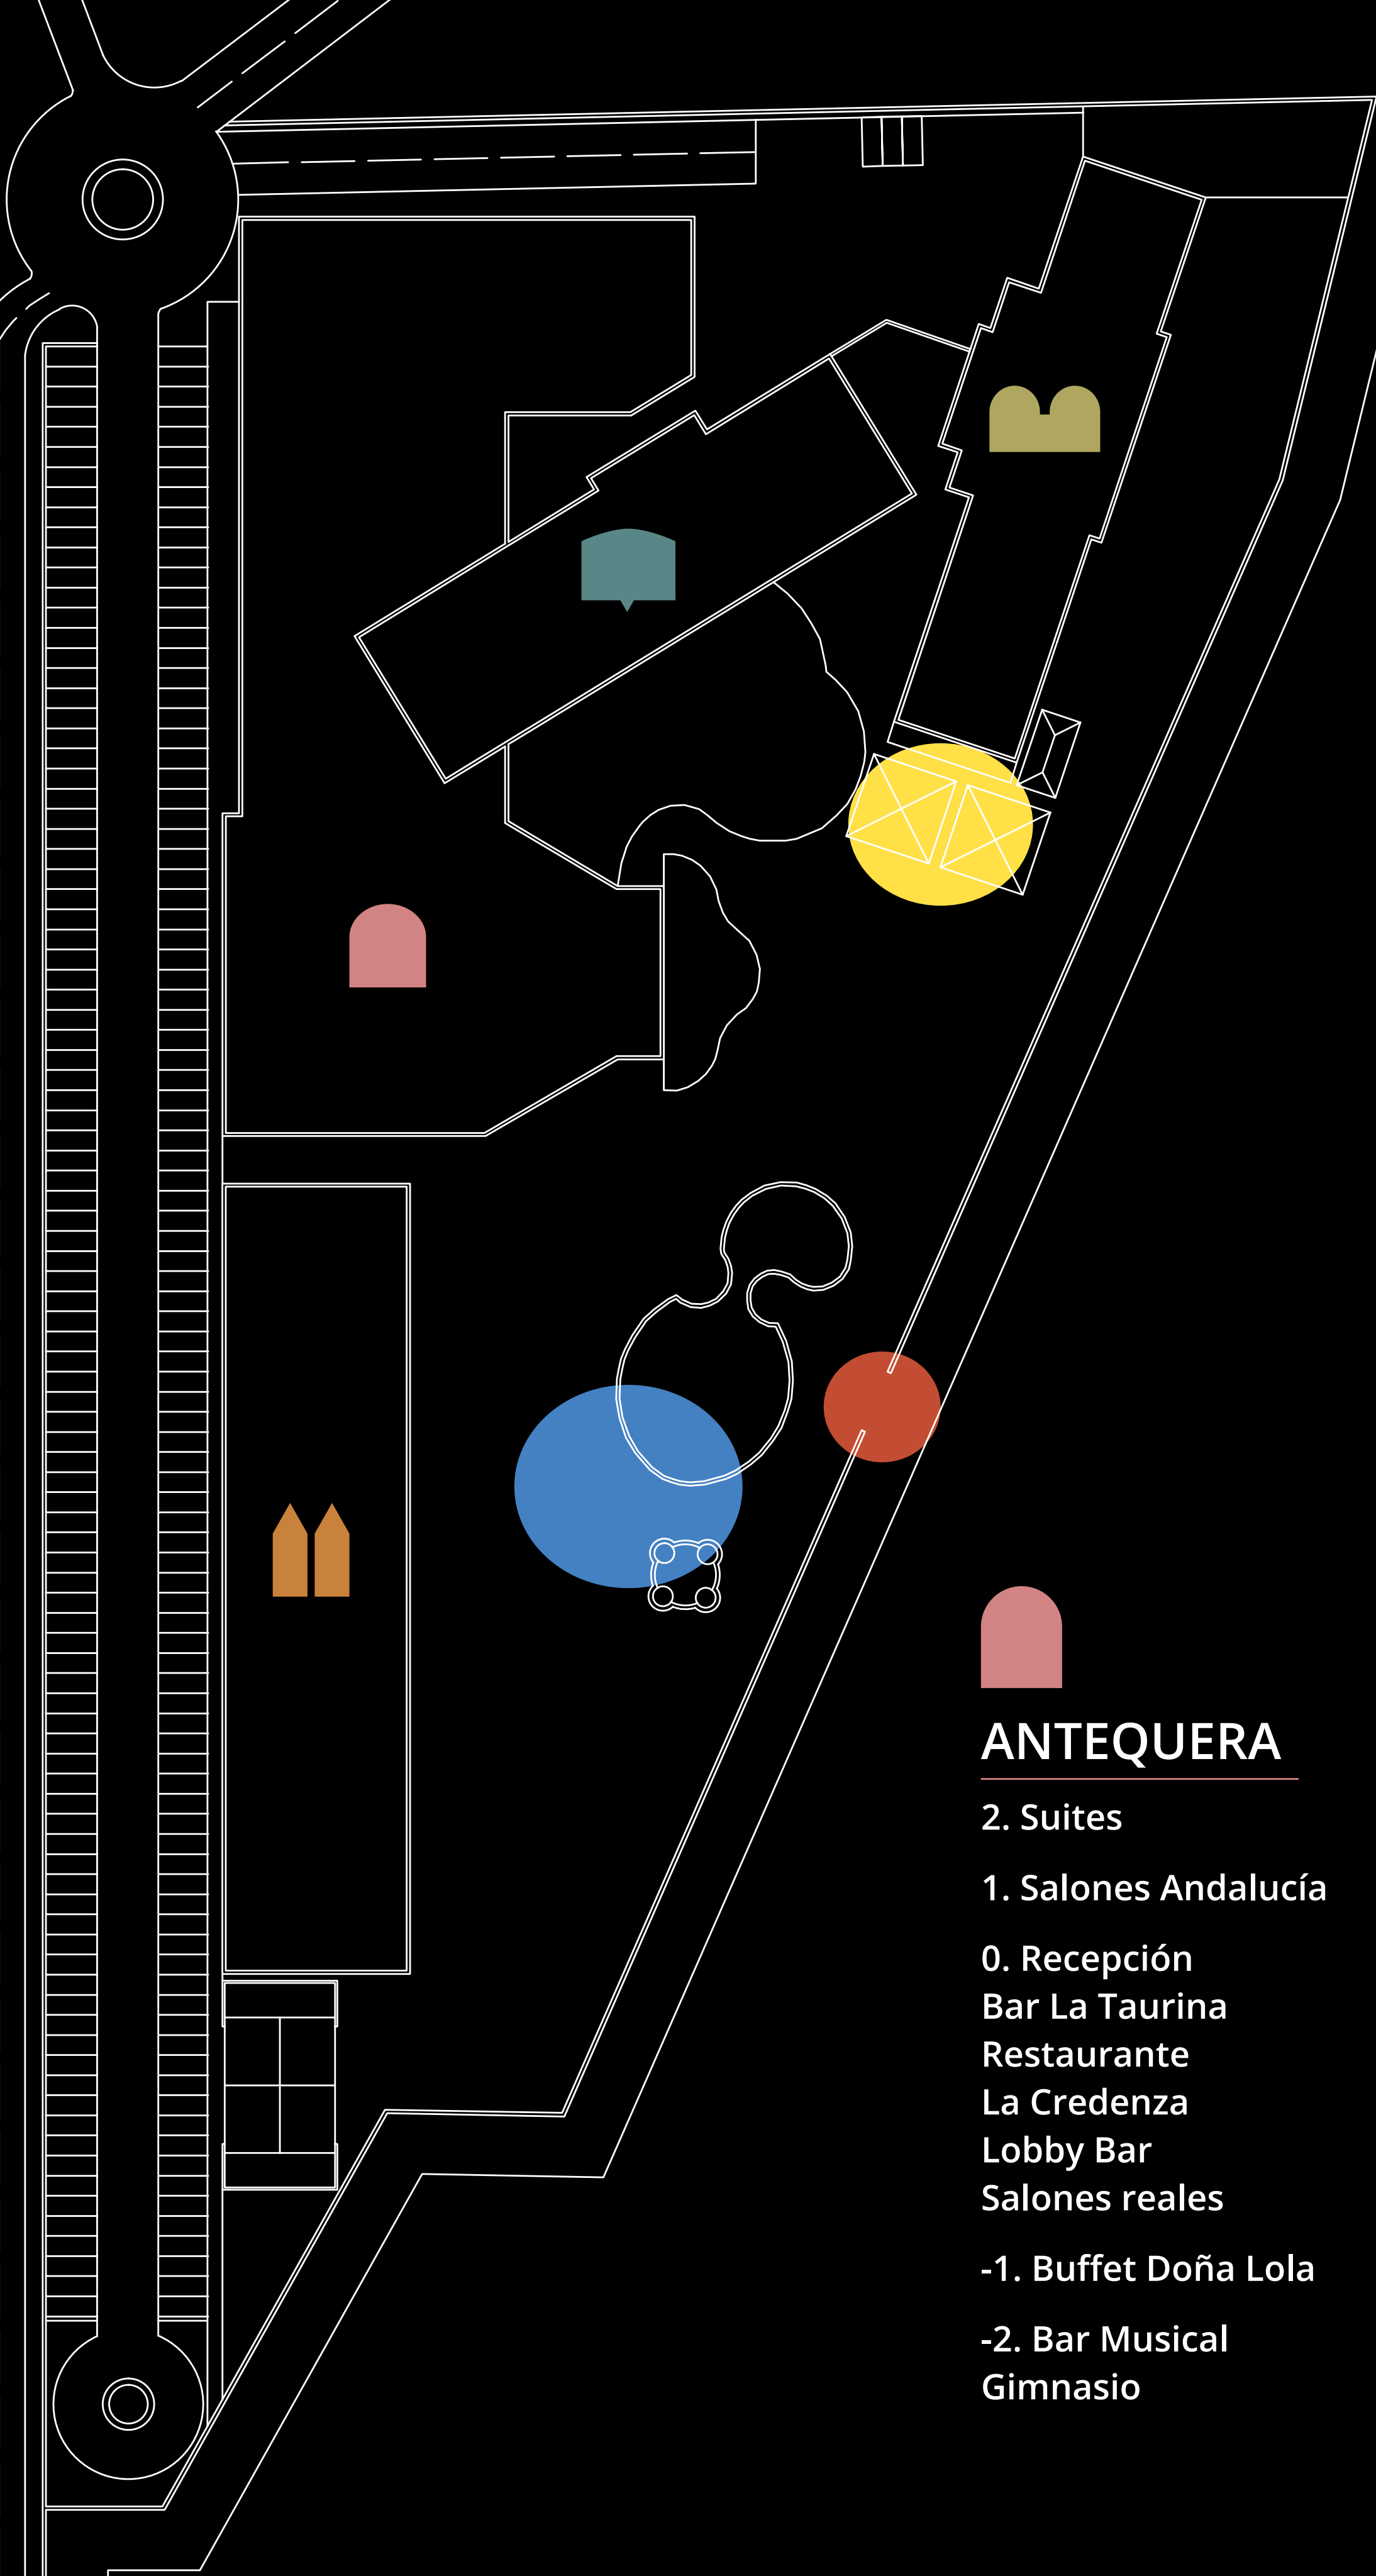 ANTEQUERA
2. Suites
1. Salones Andalucía
0. Recepción
Bar La Taurina
Restaurante
La Credenza
Lobby Bar
Salones reales
-1. Buffet Doña Lola
-2. Bar Musical
Gimnasio